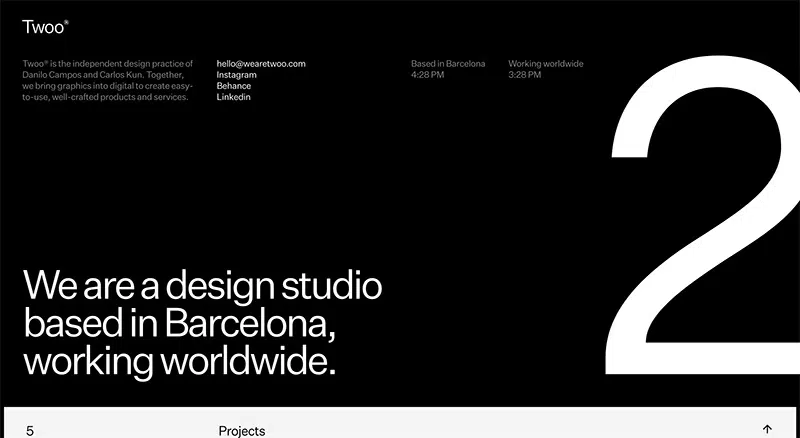 Twoo®
Twoo® is the independent design practice of
Danilo Campos and Carlos Kun. Together,
we bring graphics into digital to create easy-
to-use, well-crafted products and services.
hello@wearetwoo.com
Instagram
Behance
Linkedin
Based in Barcelona
4:28 PM
Working worldwide
3:28 PM
2
We are a design studio
based in Barcelona,
working worldwide.
5
Projects
↑